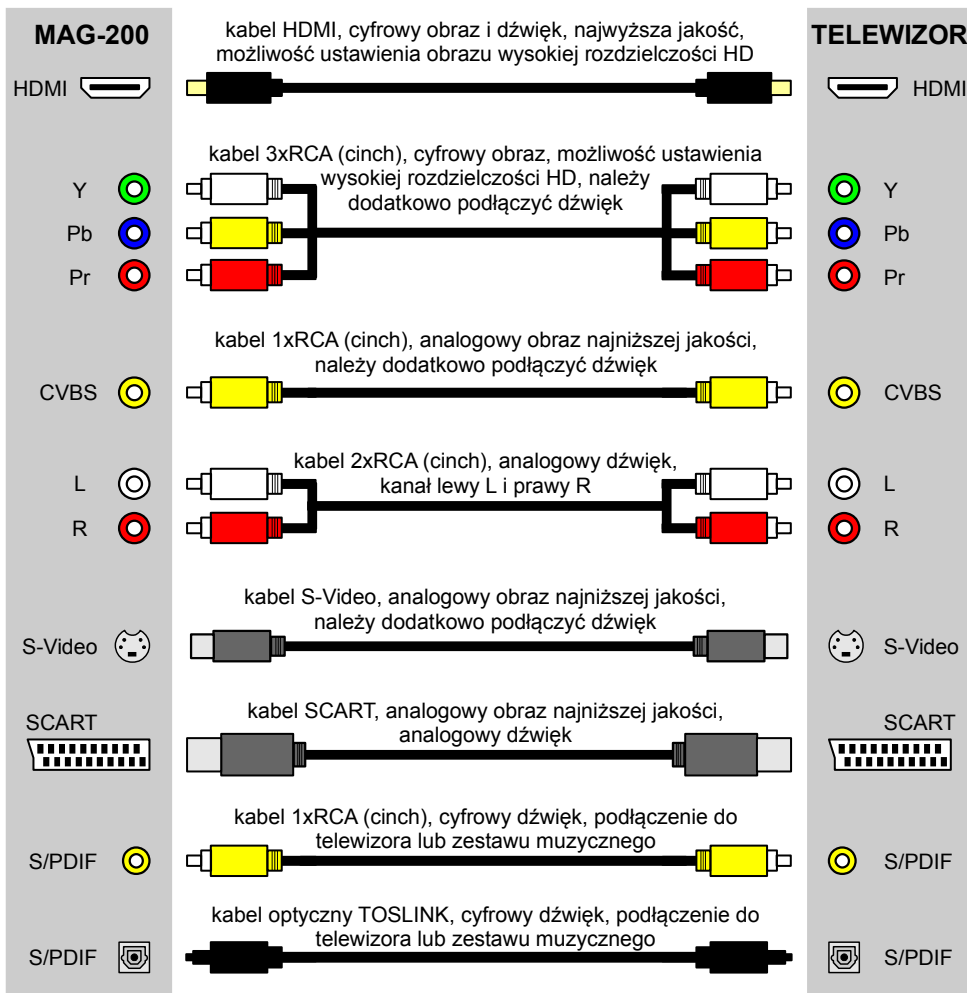 MAG-200
TELEWIZOR
kabel HDMI, cyfrowy obraz i dźwięk, najwyższa jakość,
możliwość ustawienia obrazu wysokiej rozdzielczości HD
HDMI
HDMI
kabel 3xRCA (cinch), cyfrowy obraz, możliwość ustawienia
wysokiej rozdzielczości HD, należy
dodatkowo podłączyć dźwięk
Y
Y
Pb
Pb
Pr
Pr
kabel 1xRCA (cinch), analogowy obraz najniższej jakości,
należy dodatkowo podłączyć dźwięk
CVBS
CVBS
kabel 2xRCA (cinch), analogowy dźwięk,
kanał lewy L i prawy R
L
L
R
R
kabel S-Video, analogowy obraz najniższej jakości,
należy dodatkowo podłączyć dźwięk
S-Video
S-Video
kabel SCART, analogowy obraz najniższej jakości,
analogowy dźwięk
SCART
SCART
kabel 1xRCA (cinch), cyfrowy dźwięk, podłączenie do
telewizora lub zestawu muzycznego
S/PDIF
S/PDIF
kabel optyczny TOSLINK, cyfrowy dźwięk, podłączenie do
telewizora lub zestawu muzycznego
S/PDIF
S/PDIF